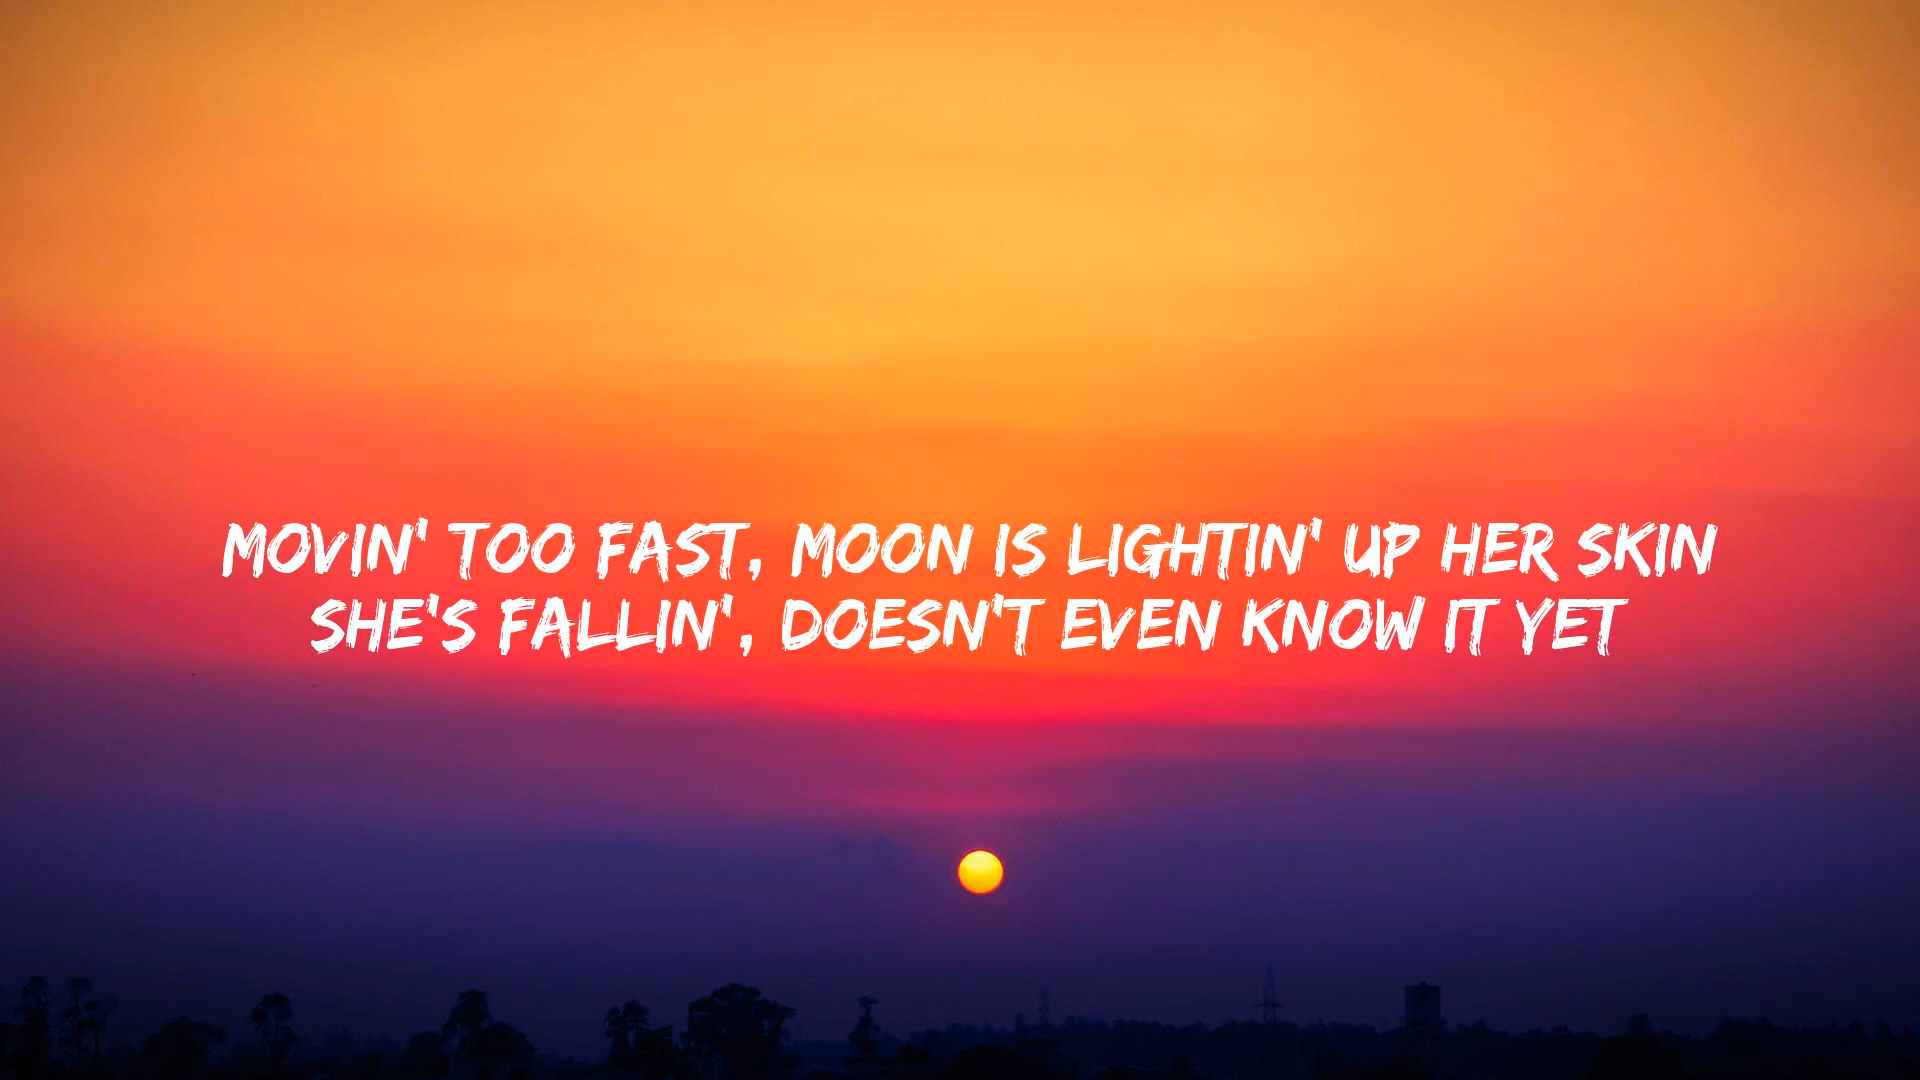 MOVIN' TOO FAST, MOON IS LIGHTIN' UP HER SKIN
SHE'S FALLIN', DOESN'T EVEN KNOW IT YET